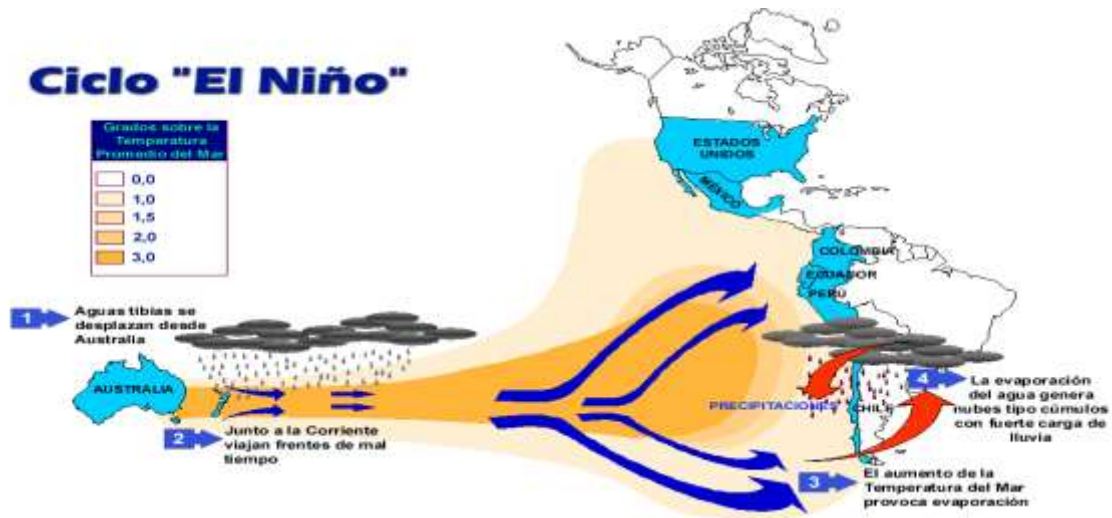 Ciclo "El Niño"
Grados sobre la
Temperatura
Promedio del Mar
0,0
1,0
1,5
2,0
3,0
ESTADOS
UNIDOS
MÉXICO
COLOMBIA
ECUADOR
PERÚ
1
Aguas tibias se
desplazan desde
Australia
AUSTRALIA
2
Junto a la Corriente
viajan frentes de mal
tiempo
PRECIPITACIONES
CHILE
4
La evaporación
del agua genera
nubes tipo cúmulos
con fuerte carga de
lluvia
3
El aumento de la
Temperatura del Mar
provoca evaporación